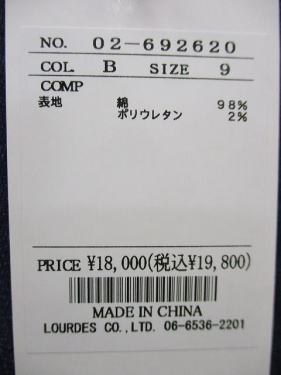 NO. 02-692620
COL. B SIZE 9
COMP
表地 綿 98%
ポリウレタン 2%
PRICE ¥18,000(税込¥19,800)
MADE IN CHINA
LOURDES CO.,LTD. 06-6536-2201